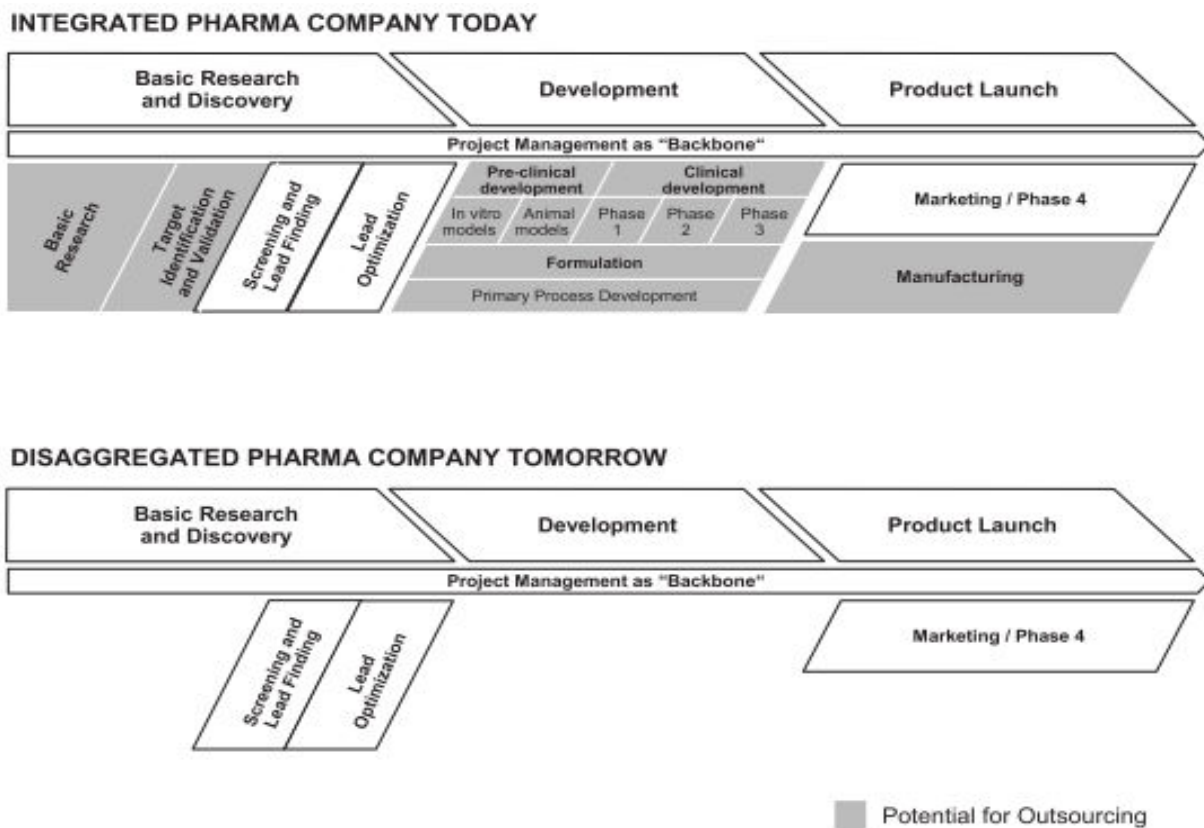 INTEGRATED PHARMA COMPANY TODAY
Basic Research
and Discovery
Development
Product Launch
Project Management as “Backbone“
Basic
Research
Target
Identification
and Validation
Screening and
Lead Finding
Lead
Optimization
Pre-clinical
development
Clinical
development
In vitro
models
Animal
models
Phase
1
Phase
2
Phase
3
Formulation
Primary Process Development
Marketing / Phase 4
Manufacturing
DISAGGREGATED PHARMA COMPANY TOMORROW
Basic Research
and Discovery
Development
Product Launch
Project Management as “Backbone“
Screening and
Lead Finding
Lead
Optimization
Marketing / Phase 4
Potential for Outsourcing